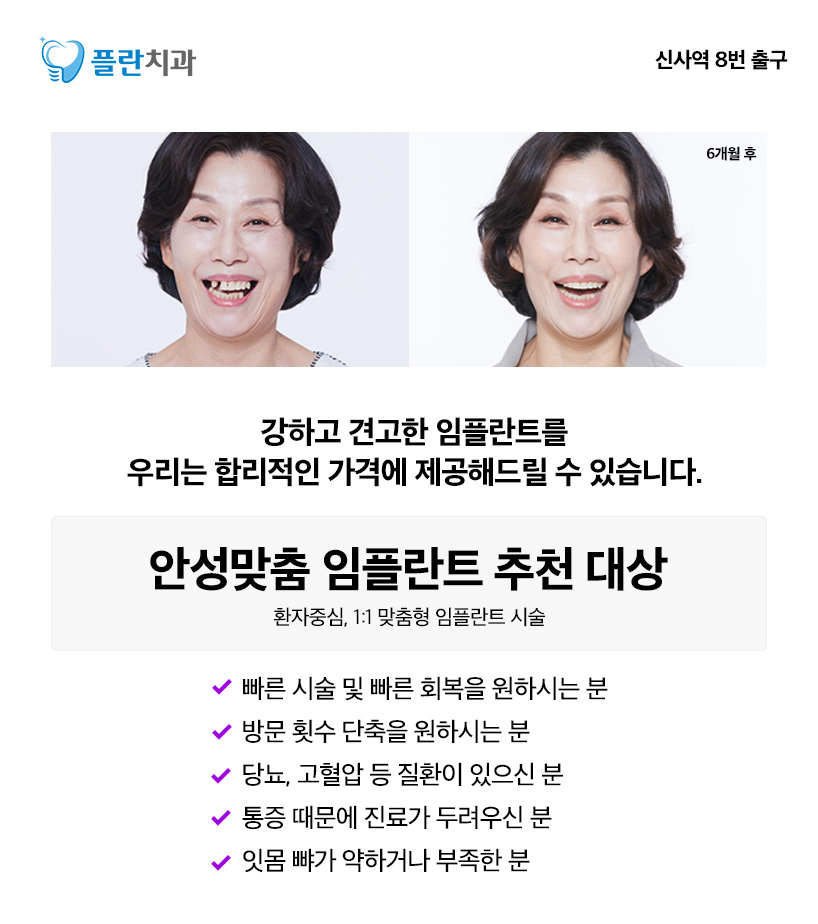 플란치과
신사역 8번 출구
6개월 후
강하고 견고한 임플란트를
우리는 합리적인 가격에 제공해드릴 수 있습니다.
안성맞춤 임플란트 추천 대상
환자중심, 1:1 맞춤형 임플란트 시술
빠른 시술 및 빠른 회복을 원하시는 분
방문 횟수 단축을 원하시는 분
당뇨, 고혈압 등 질환이 있으신 분
통증 때문에 진료가 두려우신 분
잇몸 뺘가 약하거나 부족한 분